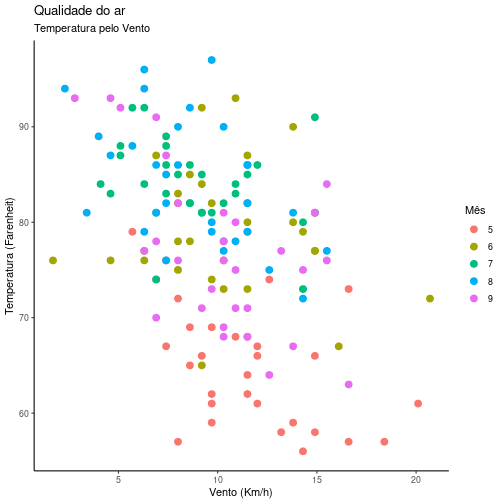 Qualidade do ar
Temperatura pelo Vento
Temperatura (Farenheit)
90
80
70
60
5
10
15
20
Vento (Km/h)
Mês
5
6
7
8
9